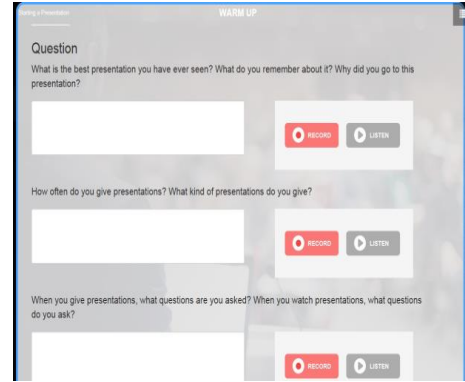 Starting a Presentation
WARM UP
Question
What is the best presentation you have ever seen? What do you remember about it? Why did you go to this
presentation?
RECORD
LISTEN
How often do you give presentations? What kind of presentations do you give?
RECORD
LISTEN
When you give presentations, what questions are you asked? When you watch presentations, what questions
do you ask?
RECORD
LISTEN